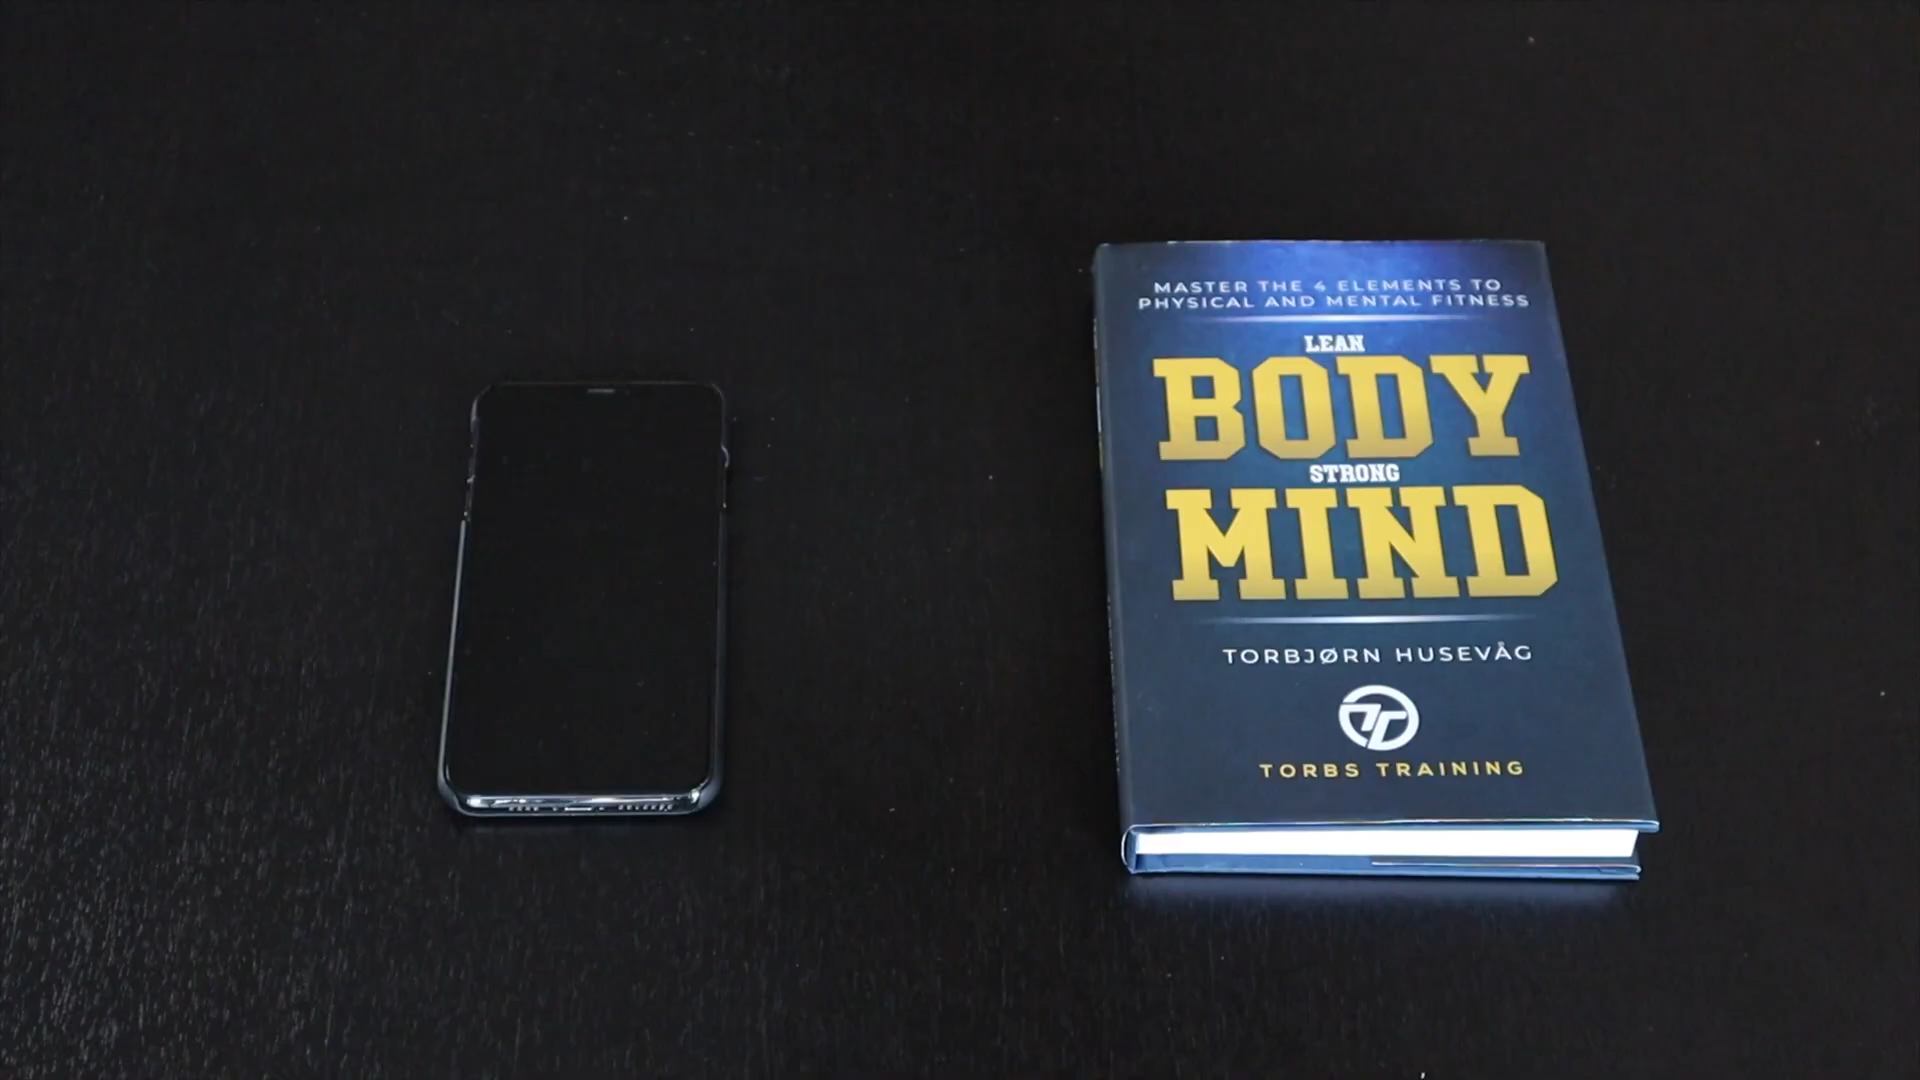 MASTER THE 4 ELEMENTS TO
PHYSICAL AND MENTAL FITNESS
LEAN
BODY
STRONG
MIND
TORBJØRN HUSEVÅG
TORBS TRAINING